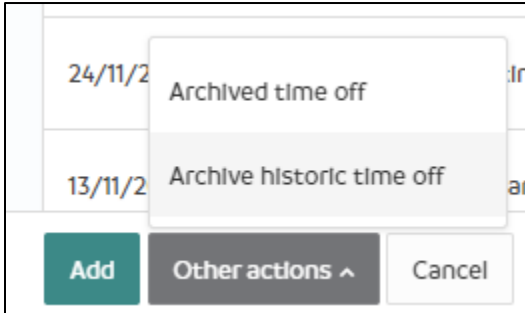 24/11/2
Archived time off
Archive historic time off
13/11/2
Add
Other actions
Cancel